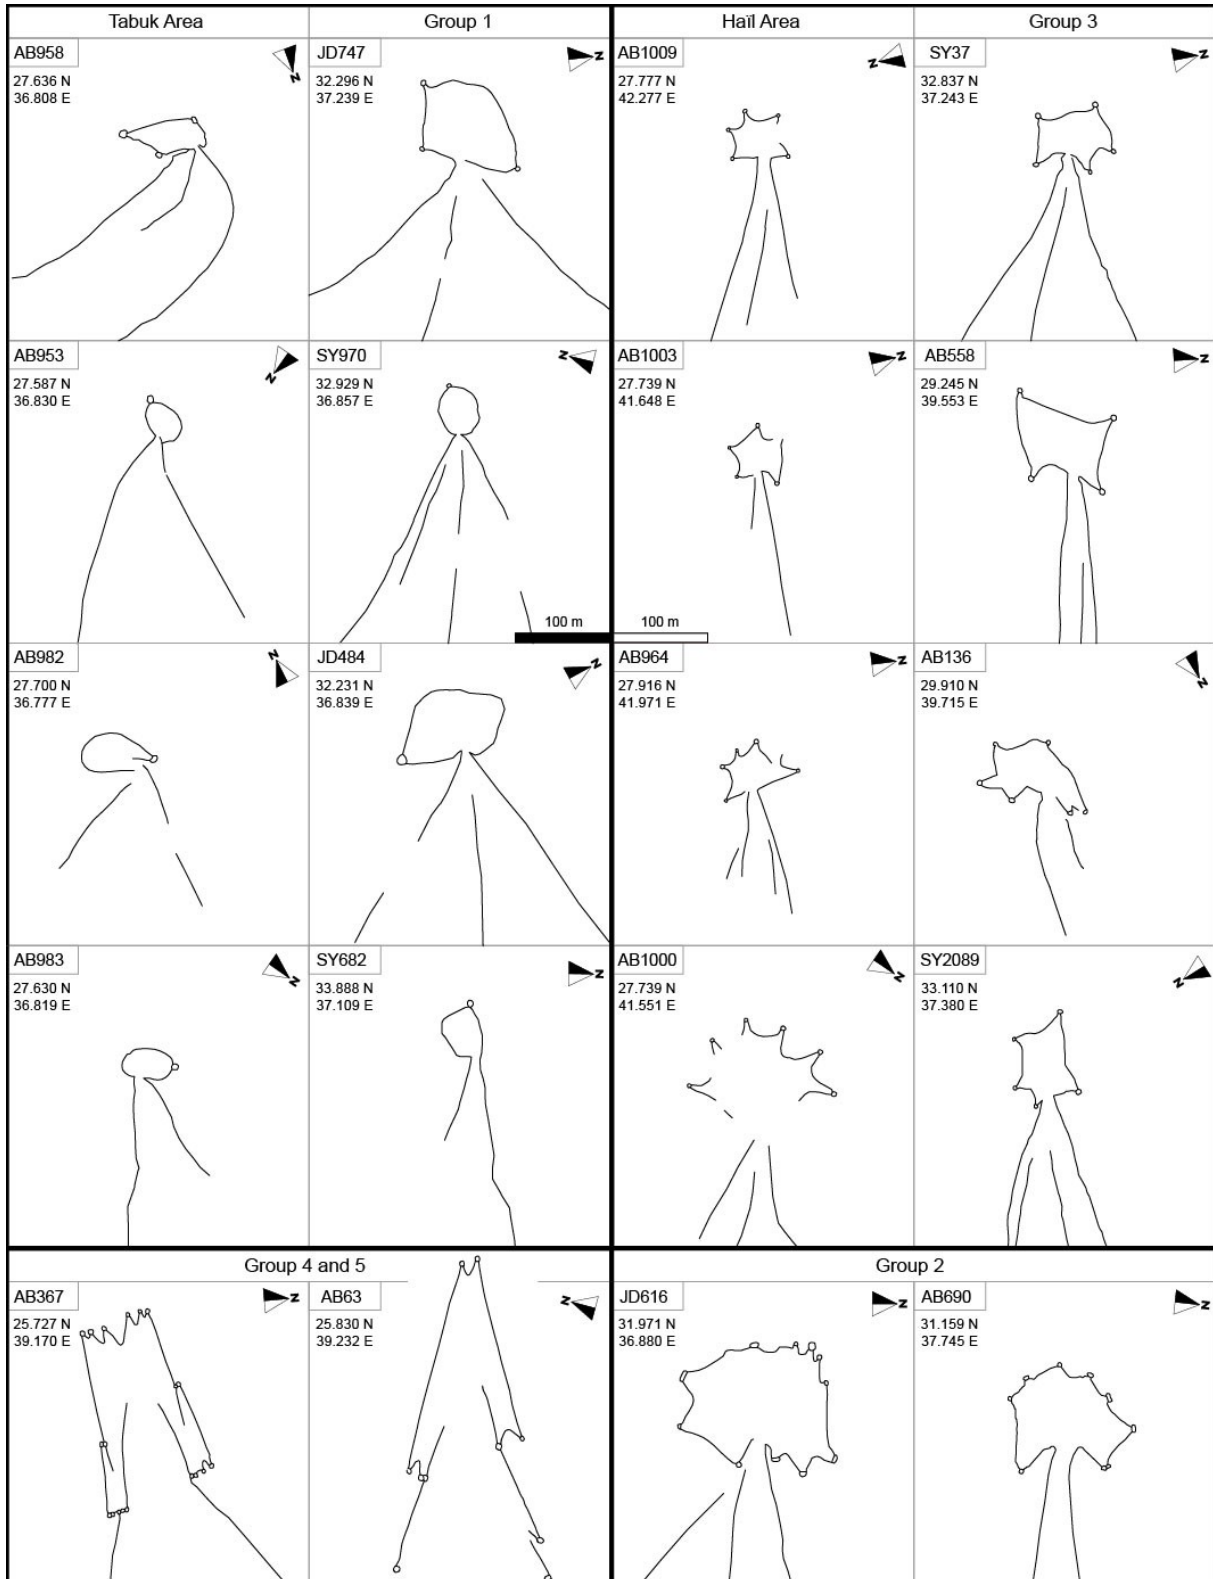 Tabuk Area
Group 1
Haïl Area
Group 3
AB958
27.636 N
36.808 E
N
JD747
32.296 N
37.239 E
N
AB1009
27.777 N
42.277 E
N
SY37
32.837 N
37.243 E
N
AB953
27.587 N
36.830 E
N
SY970
32.929 N
36.857 E
N
AB1003
27.739 N
41.648 E
N
AB558
29.245 N
39.553 E
N
100 m
100 m
AB982
27.700 N
36.777 E
N
JD484
32.231 N
36.839 E
N
AB964
27.916 N
41.971 E
N
AB136
29.910 N
39.715 E
N
AB983
27.630 N
36.819 E
N
SY682
33.888 N
37.109 E
N
AB1000
27.739 N
41.551 E
N
SY2089
33.110 N
37.380 E
N
Group 4 and 5
Group 2
AB367
25.727 N
39.170 E
N
AB63
25.830 N
39.232 E
N
JD616
31.971 N
36.880 E
N
AB690
31.159 N
37.745 E
N